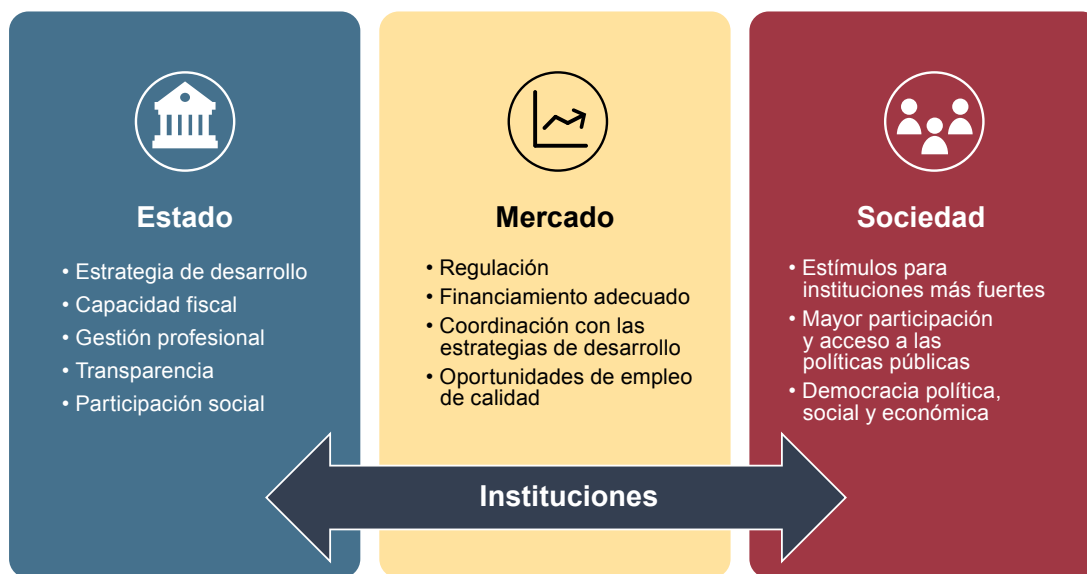 Estado
• Estrategia de desarrollo
• Capacidad fiscal
• Gestión profesional
• Transparencia
• Participación social
Mercado
• Regulación
• Financiamiento adecuado
• Coordinación con las
estrategias de desarrollo
• Oportunidades de empleo
de calidad
Sociedad
• Estímulos para
instituciones más fuertes
• Mayor participación
y acceso a las
políticas públicas
• Democracia política,
social y económica
Instituciones